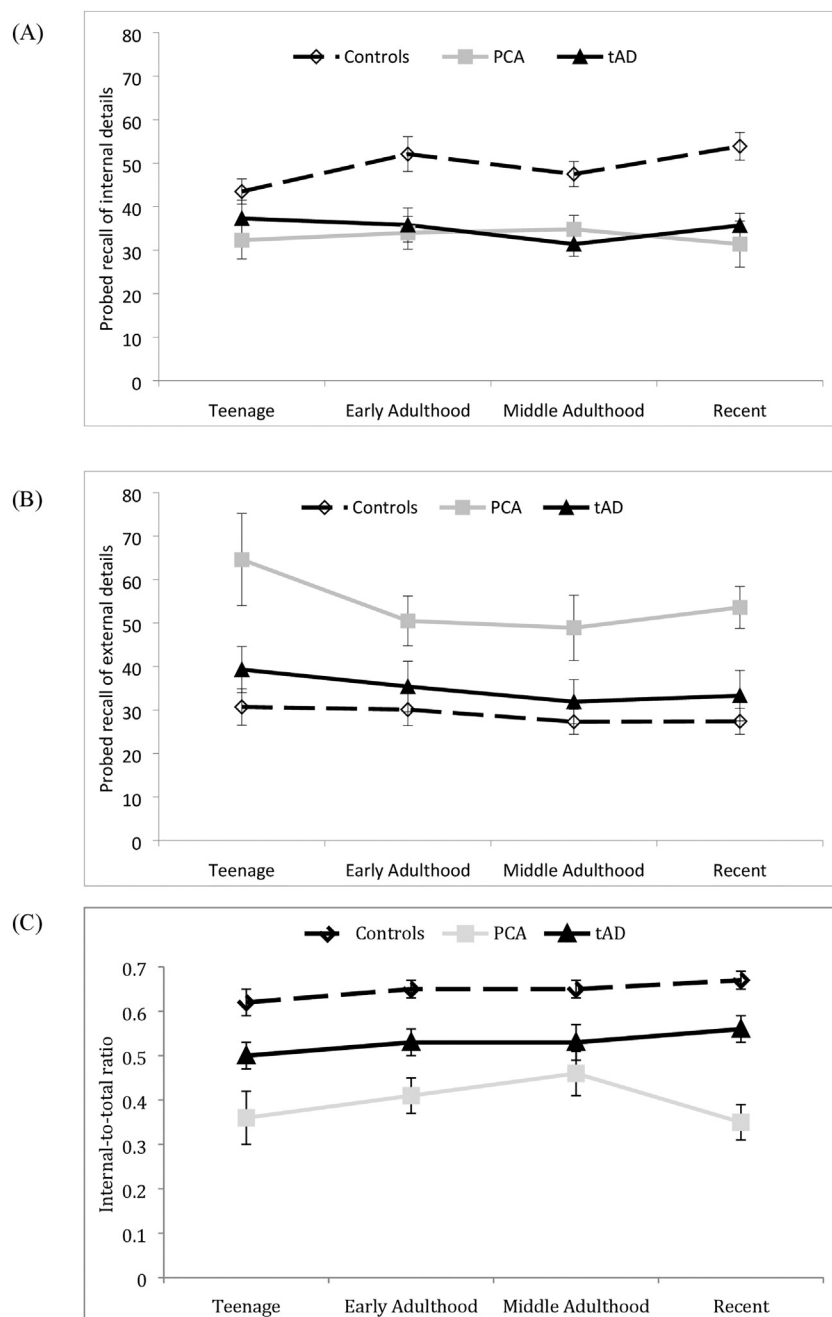 (A)
80
Controls PCA tAD
70
60
50
40
30
20
10
0
Probed recall of internal details
Teenage Early Adulthood Middle Adulthood Recent
(B)
80
Controls PCA tAD
70
60
50
40
30
20
10
0
Probed recall of external details
Teenage Early Adulthood Middle Adulthood Recent
(C)
Controls PCA tAD
0.7
0.6
0.5
0.4
0.3
0.2
0.1
0
Internal-to-total ratio
Teenage Early Adulthood Middle Adulthood Recent